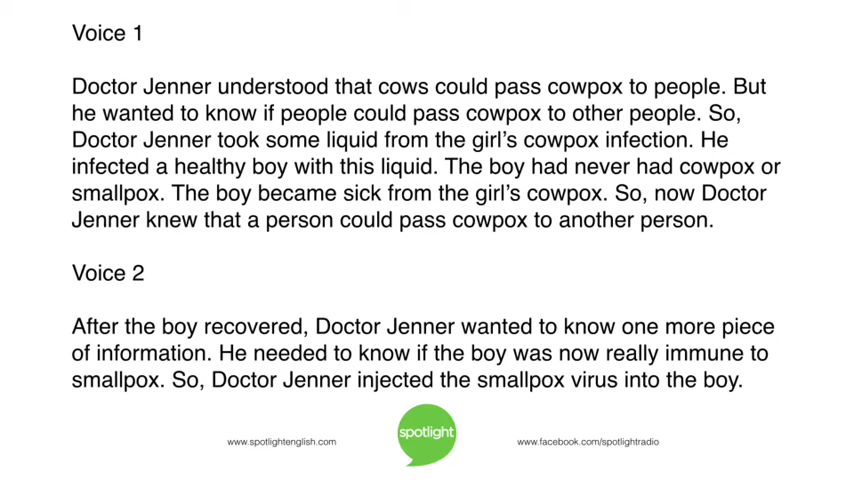 Voice 1
Doctor Jenner understood that cows could pass cowpox to people. But
he wanted to know if people could pass cowpox to other people. So,
Doctor Jenner took some liquid from the girl's cowpox infection. He
infected a healthy boy with this liquid. The boy had never had cowpox or
smallpox. The boy became sick from the girl's cowpox. So, now Doctor
Jenner knew that a person could pass cowpox to another person.
Voice 2
After the boy recovered, Doctor Jenner wanted to know one more piece
of information. He needed to know if the boy was now really immune to
smallpox. So, Doctor Jenner injected the smallpox virus into the boy.
www.spotlightenglish.com
spotlight
www.facebook.com/spotlightradio